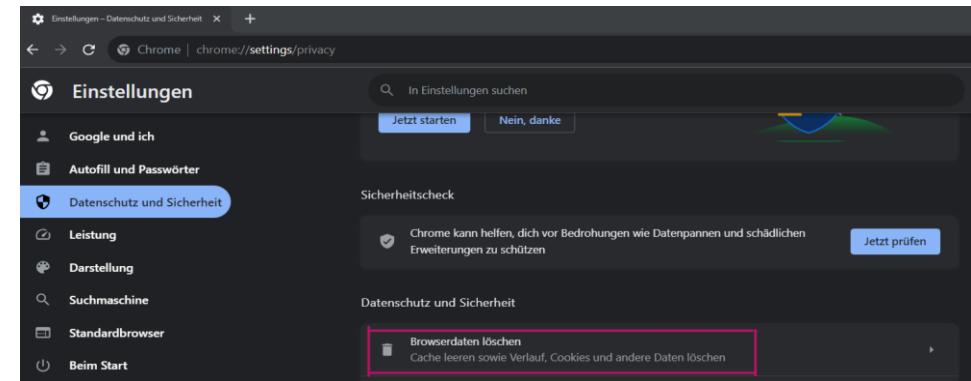 Einstellungen – Datenschutz und Sicherheit
Chrome | chrome://settings/privacy
Einstellungen
In Einstellungen suchen
Jetzt starten
Nein, danke
Google und ich
Autofill und Passwörter
Datenschutz und Sicherheit
Leistung
Darstellung
Suchmaschine
Standardbrowser
Beim Start
Sicherheitscheck
Chrome kann helfen, dich vor Bedrohungen wie Datenpannen und schädlichen
Erweiterungen zu schützen
Jetzt prüfen
Datenschutz und Sicherheit
Browserdaten löschen
Cache leeren sowie Verlauf, Cookies und andere Daten löschen